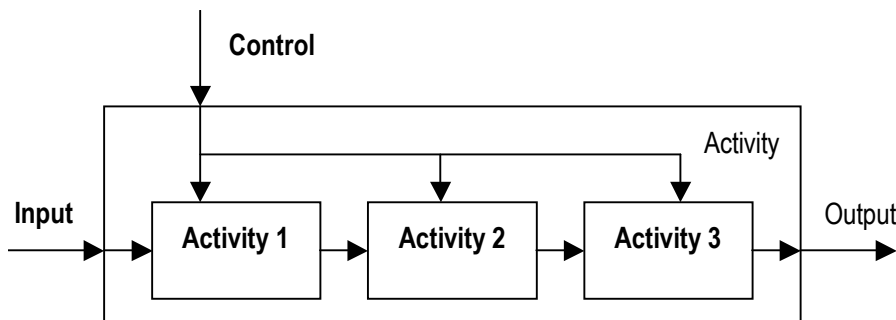 Control
Activity
Input
Activity 1
Activity 2
Activity 3
Output